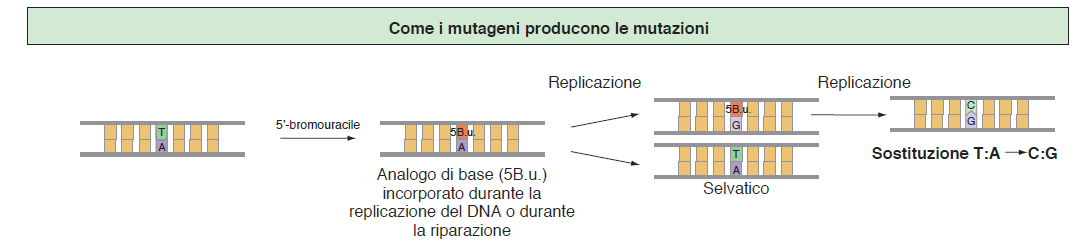 Come i mutageni producono le mutazioni
Replicazione
Replicazione
5'-bromouracile
T
A
5B.u.
A
5B.u.
G
T
A
C
G
Analogo di base (5B.u.)
incorporato durante la
replicazione del DNA o durante
la riparazione
Selvatico
Sostituzione T:A → C:G